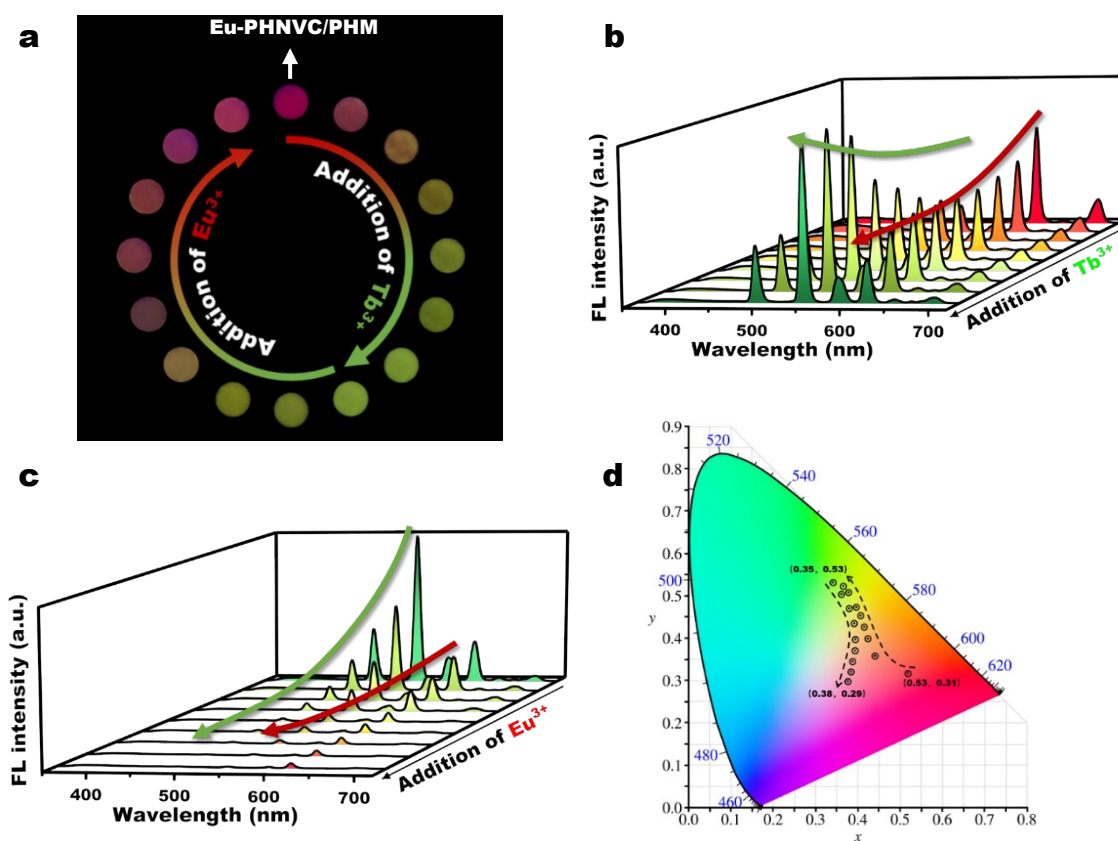 a
Eu-PHNVC/PHM
Addition of Tb³⁺
Addition of Eu³⁺
b
FL intensity (a.u.)
400 500 600 700
Wavelength (nm)
Addition of Tb³⁺
c
FL intensity (a.u.)
400 500 600 700
Wavelength (nm)
Addition of Eu³⁺
d
0.9
0.8
0.7
0.6
0.5
0.4
0.3
0.2
0.1
0.0
y
520
540
560
500
580
600
620
480
460
(0.35, 0.53)
(0.53, 0.31)
(0.38, 0.29)
0.0 0.1 0.2 0.3 0.4 0.5 0.6 0.7 0.8
x